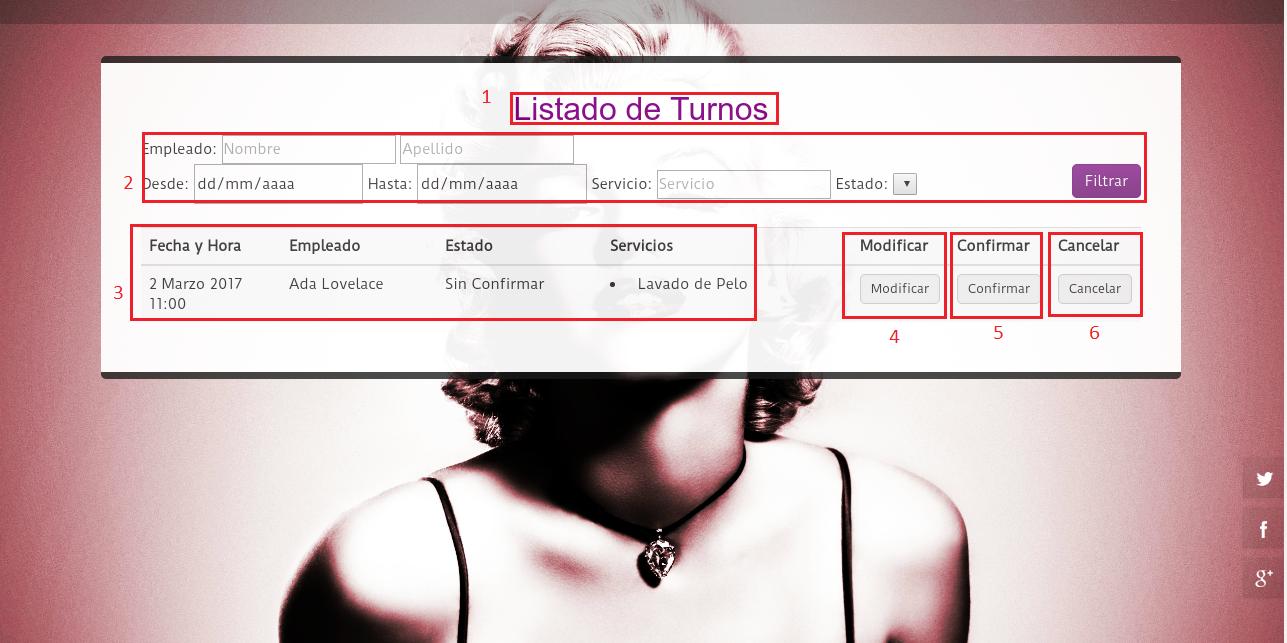 1 Listado de Turnos
Empleado: Nombre Apellido
2 Desde: dd/mm/aaaa Hasta: dd/mm/aaaa Servicio: Servicio Estado: Filtrar
Fecha y Hora Empleado Estado Servicios Modificar Confirmar Cancelar
3 2 Marzo 2017 Ada Lovelace Sin Confirmar • Lavado de Pelo Modificar Confirmar Cancelar
11:00
4 5 6
f
g+